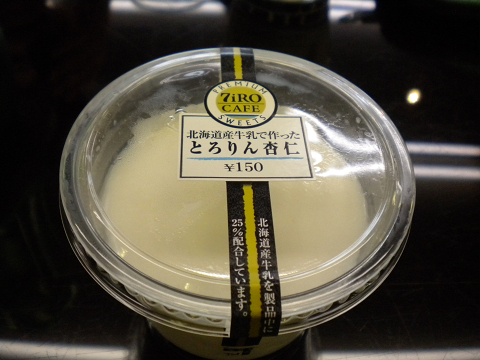 PREMIUM
7iRO
CAFE
SWEETS
北海道産牛乳で作った
とろりん杏仁
¥150
北海道産牛乳を製品中に
25%配合しています。